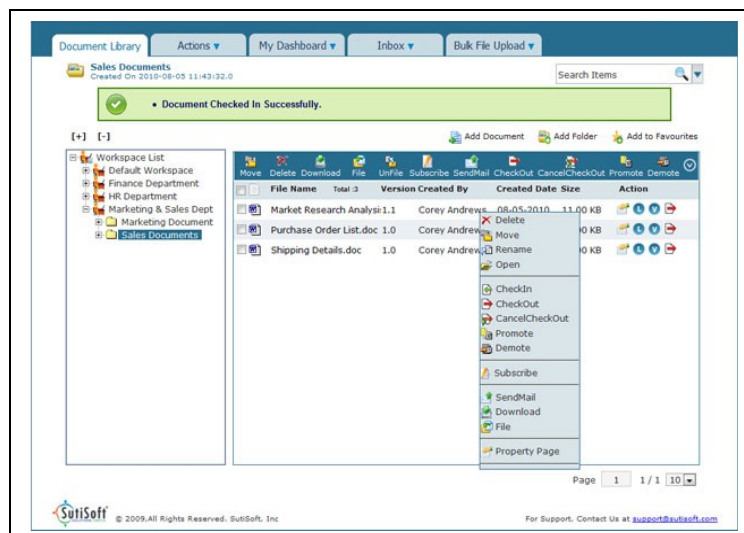 Document Library Actions My Dashboard Inbox Bulk File Upload
Sales Documents
Created On 2010-08-05 11:43:32.0
Search Items
• Document Checked In Successfully.
[+] [-]
Add Document Add Folder Add to Favourites
Workspace List
Default Workspace
Finance Department
HR Department
Marketing & Sales Dept
Marketing Document
Sales Documents
Move Delete Download File UnFile Subscribe SendMail CheckOut CancelCheckOut Promote Demote
File Name Total :3 Version Created By Created Date Size Action
Market Research Analysi: 1.1 Corey Andrews 08-05-2010 11.00 KB
Purchase Order List.doc 1.0 Corey Andrew 00 KB
Shipping Details.doc 1.0 Corey Andrew 00 KB
Delete
Move
Rename
Open
CheckIn
CheckOut
CancelCheckOut
Promote
Demote
Subscribe
SendMail
Download
File
Property Page
Page 1 1 / 1 10
SutiSoft © 2009.All Rights Reserved. SutiSoft, Inc
For Support, Contact Us at support@sutisoft.com